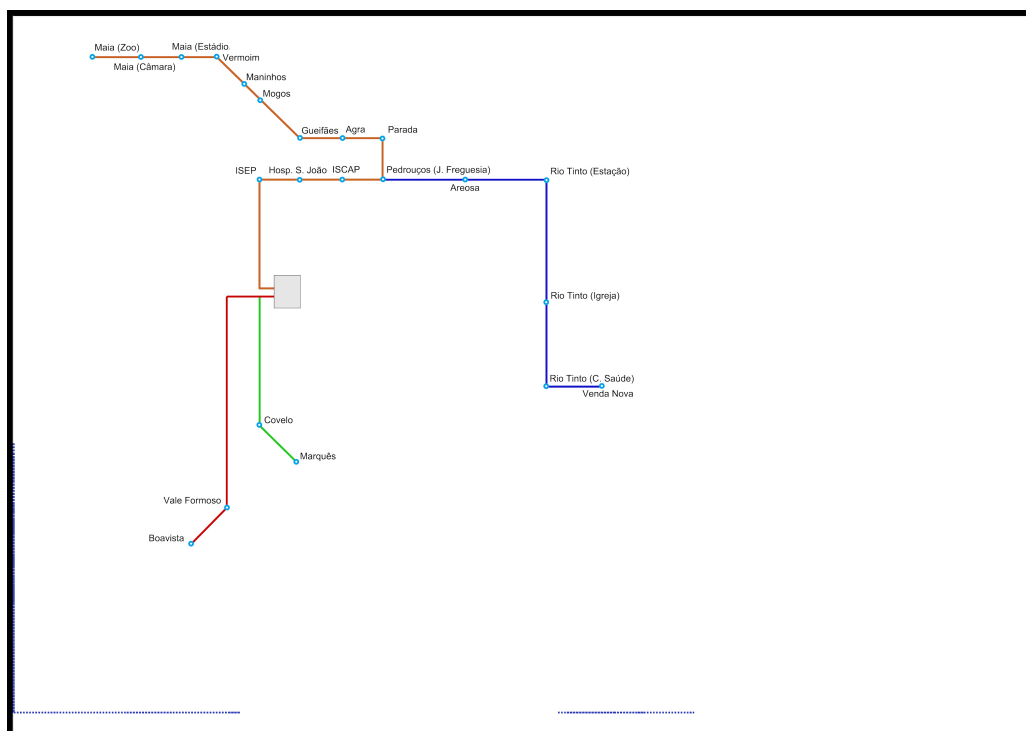 Maia (Zoo)
Maia (Estádio
Maia (Câmara)
Vermoim
Maninhos
Mogos
Gueifães
Agra
Parada
ISEP
Hosp. S. João
ISCAP
Pedrouços (J. Freguesia)
Areosa
Rio Tinto (Estação)
Rio Tinto (Igreja)
Rio Tinto (C. Saúde)
Venda Nova
Covelo
Marquês
Vale Formoso
Boavista